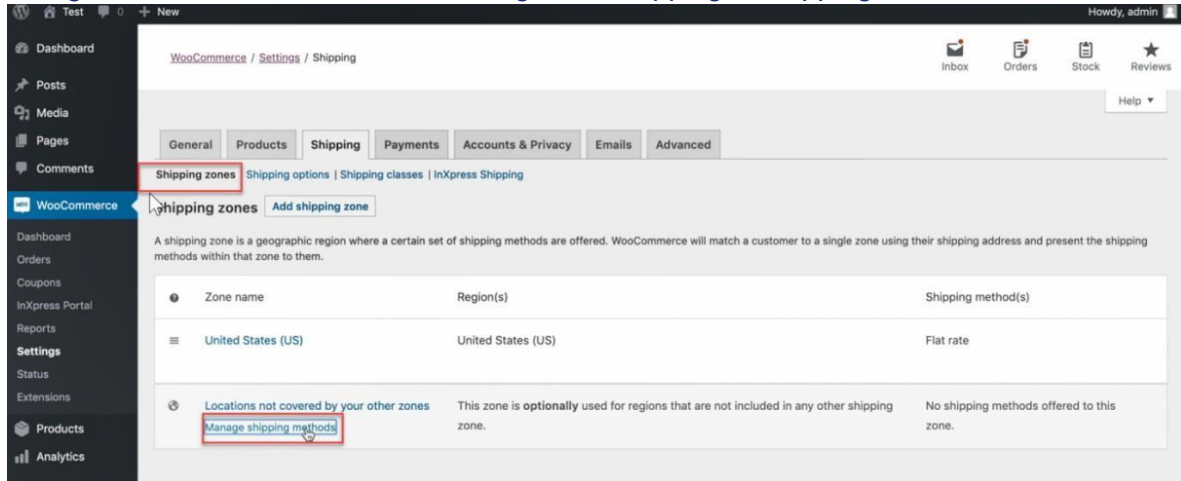 Test 0 + New Howdy, admin
Dashboard
Posts
Media
Pages
Comments
WooCommerce
Dashboard
Orders
Coupons
InXpress Portal
Reports
Settings
Status
Extensions
Products
Analytics
WooCommerce / Settings / Shipping
Inbox Orders Stock Reviews
Help ▼
General Products Shipping Payments Accounts & Privacy Emails Advanced
Shipping zones Shipping options | Shipping classes | InXpress Shipping
Shipping zones Add shipping zone
A shipping zone is a geographic region where a certain set of shipping methods are offered. WooCommerce will match a customer to a single zone using their shipping address and present the shipping
methods within that zone to them.
Zone name Region(s) Shipping method(s)
United States (US) United States (US) Flat rate
Locations not covered by your other zones This zone is optionally used for regions that are not included in any other shipping No shipping methods offered to this
Manage shipping methods zone. zone.